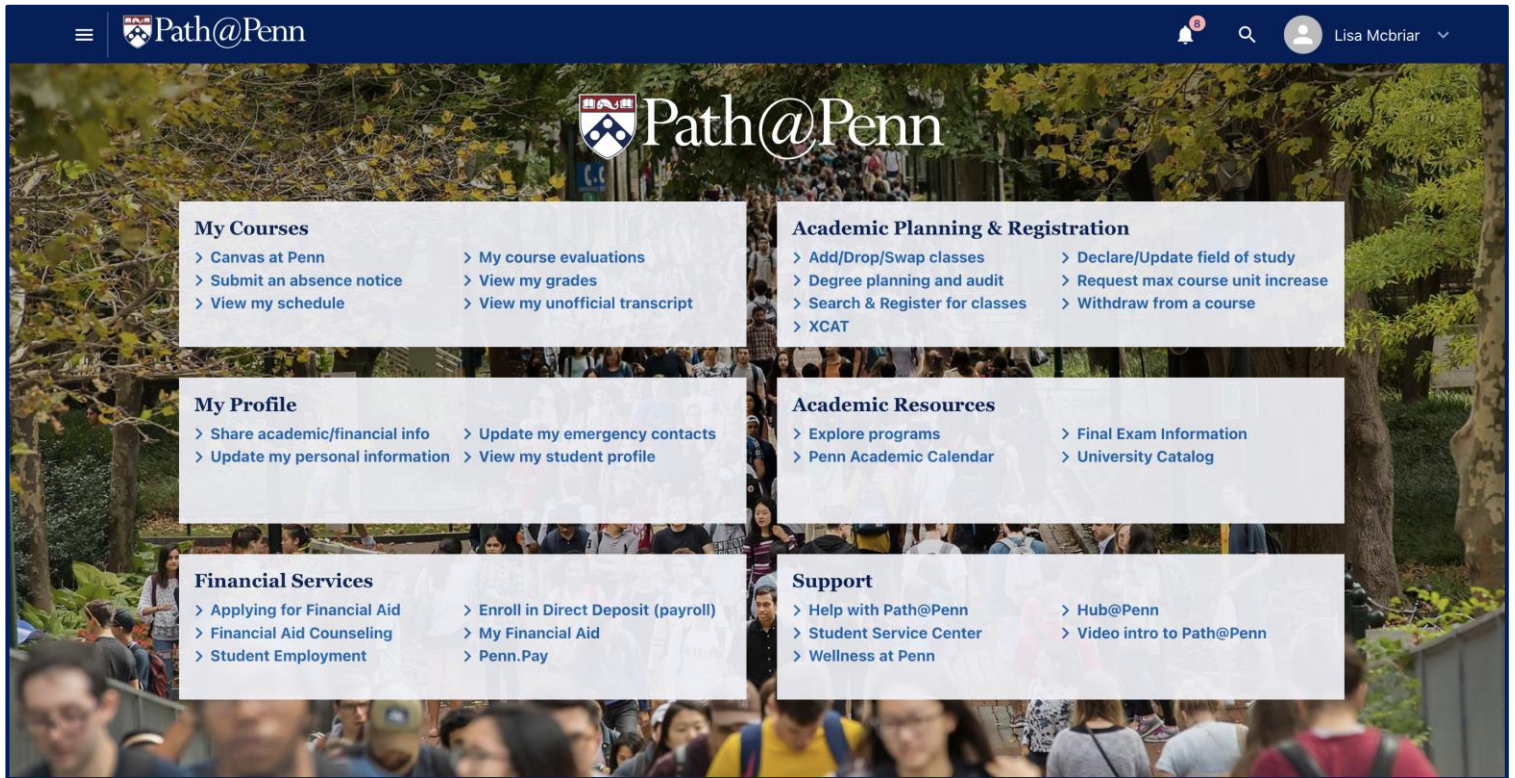 Path@Penn
8
Lisa Mcbriar
Path@Penn
My Courses
> Canvas at Penn
> Submit an absence notice
> View my schedule
> My course evaluations
> View my grades
> View my unofficial transcript
Academic Planning & Registration
> Add/Drop/Swap classes
> Degree planning and audit
> Search & Register for classes
> XCAT
> Declare/Update field of study
> Request max course unit increase
> Withdraw from a course
My Profile
> Share academic/financial info
> Update my personal information
> Update my emergency contacts
> View my student profile
Academic Resources
> Explore programs
> Penn Academic Calendar
> Final Exam Information
> University Catalog
Financial Services
> Applying for Financial Aid
> Financial Aid Counseling
> Student Employment
> Enroll in Direct Deposit (payroll)
> My Financial Aid
> Penn.Pay
Support
> Help with Path@Penn
> Student Service Center
> Wellness at Penn
> Hub@Penn
> Video intro to Path@Penn